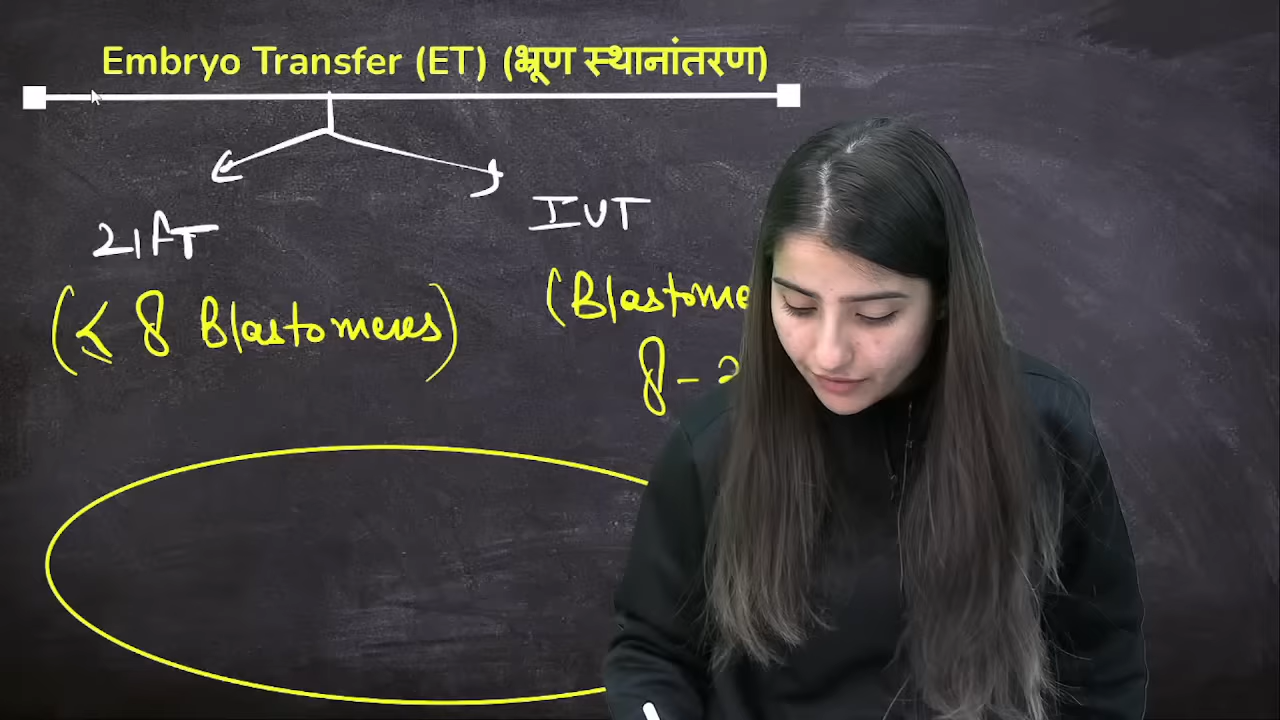 Embryo Transfer (ET) (भ्रूण स्थानांतरण)
ZIFT
IUT
(≤ 8 Blastomeres)
(Blastome
8-